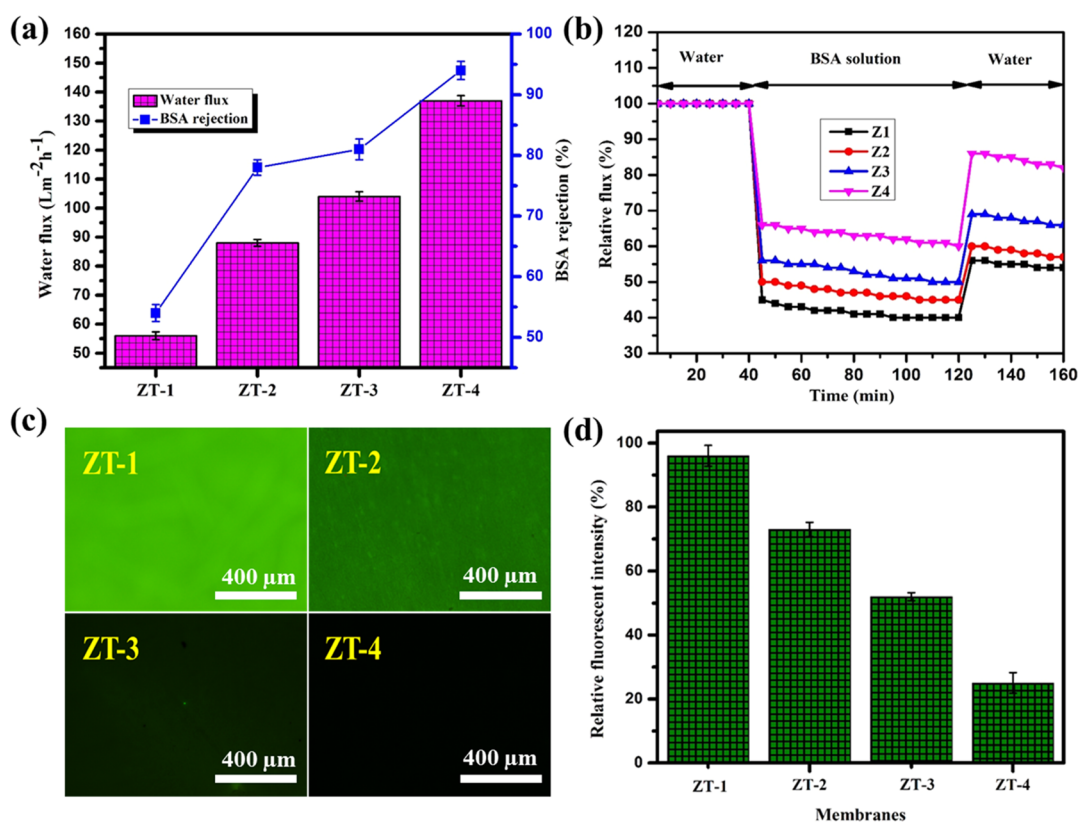 (a)
160
150
140
130
120
110
100
90
80
70
60
50
Water flux (Lm⁻²h⁻¹)
Water flux
BSA rejection
100
90
80
70
60
50
BSA rejection (%)
ZT-1 ZT-2 ZT-3 ZT-4
(b)
120
110
100
90
80
70
60
50
40
30
Relative flux (%)
Water BSA solution Water
Z1
Z2
Z3
Z4
20 40 60 80 100 120 140 160
Time (min)
(c)
ZT-1
400 µm
ZT-2
400 µm
ZT-3
400 µm
ZT-4
400 µm
(d)
100
80
60
40
20
0
Relative fluorescent intensity (%)
ZT-1 ZT-2 ZT-3 ZT-4
Membranes